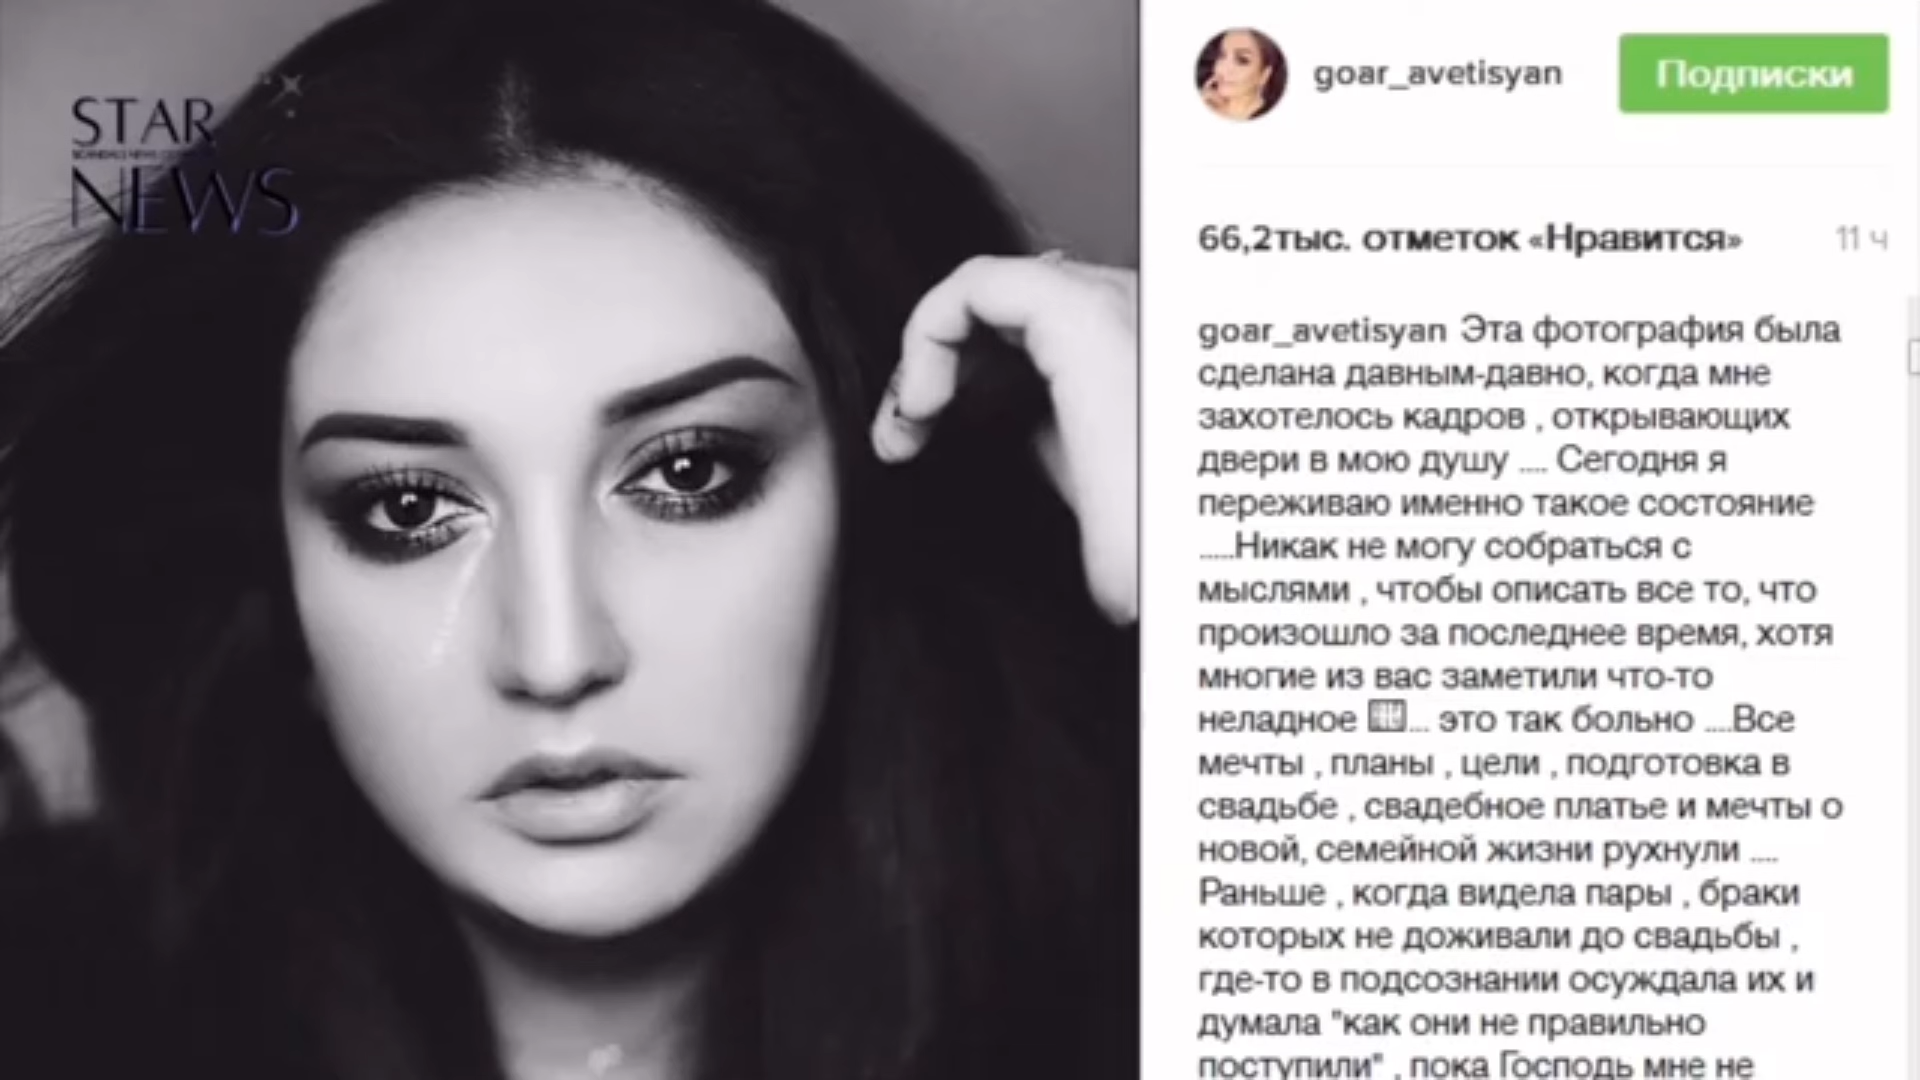 STAR
NEWS
goar_avetisyan
Подписки
66,2тыс. отметок «Нравится»
11 ч
goar_avetisyan Эта фотография была
сделана давным-давно, когда мне
захотелось кадров , открывающих
двери в мою душу .... Сегодня я
переживаю именно такое состояние
.....Никак не могу собраться с
мыслями , чтобы описать все то, что
произошло за последнее время, хотя
многие из вас заметили что-то
неладное ... это так больно ....Все
мечты , планы , цели , подготовка в
свадьбе , свадебное платье и мечты о
новой, семейной жизни рухнули ....
Раньше , когда видела пары , браки
которых не доживали до свадьбы ,
где-то в подсознании осуждала их и
думала "как они не правильно
поступили" , пока Господь мне не